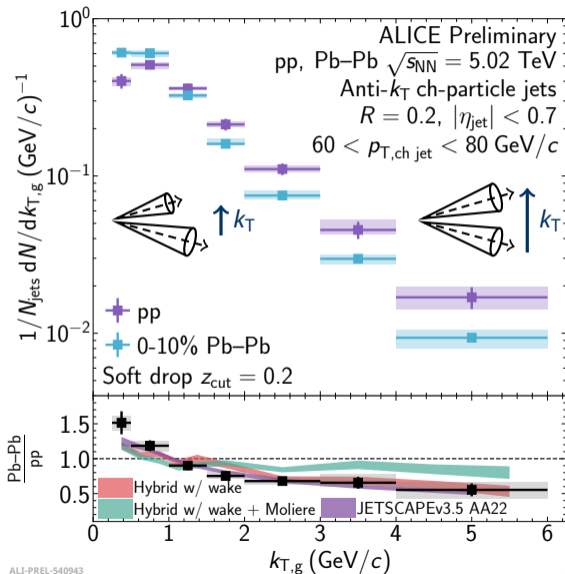 ALICE Preliminary
pp, Pb–Pb √sNN = 5.02 TeV
Anti-kT ch-particle jets
R = 0.2, |ηjet| < 0.7
60 < pT,ch jet < 80 GeV/c
1/Njets dN/dkT,g (GeV/c)−1
10^0
10^−1
10^−2
kT
kT
pp
0-10% Pb–Pb
Soft drop zcut = 0.2
Pb–Pb
pp
1.5
1.0
0.5
Hybrid w/ wake
Hybrid w/ wake + Moliere
JETSCAPEv3.5 AA22
0 1 2 3 4 5 6
kT,g (GeV/c)
ALI-PREL-540943